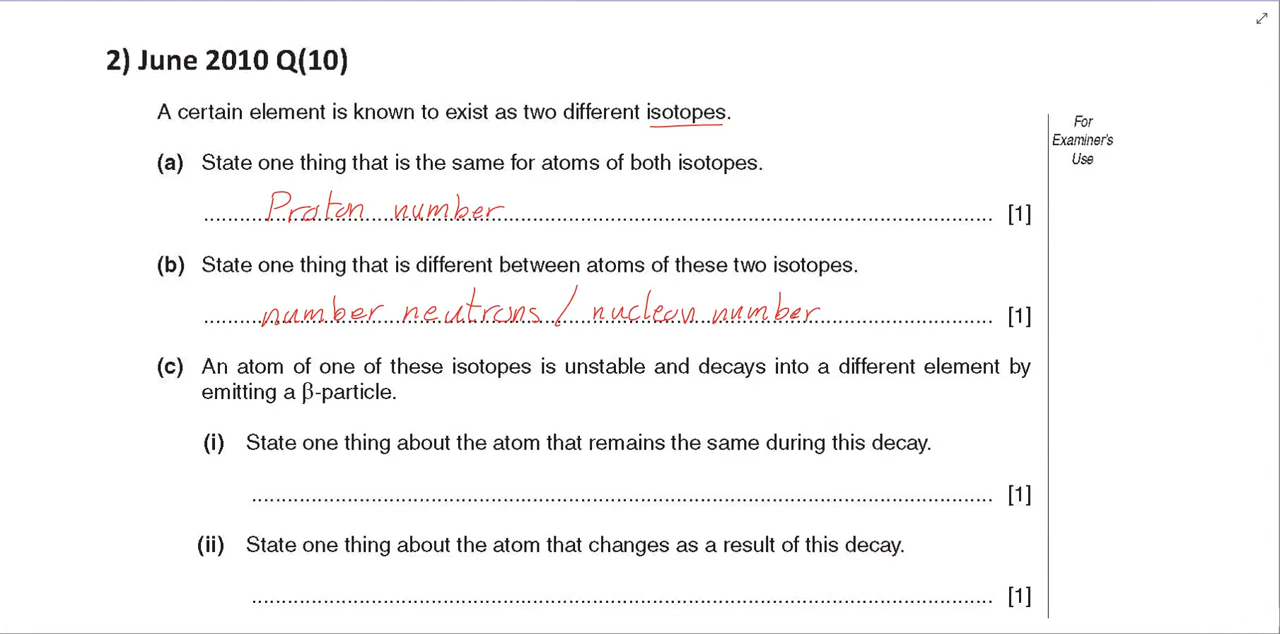 2) June 2010 Q(10)
A certain element is known to exist as two different isotopes.
For
Examiner's
Use
(a) State one thing that is the same for atoms of both isotopes.
Proton number [1]
(b) State one thing that is different between atoms of these two isotopes.
number neutrons / nucleon number [1]
(c) An atom of one of these isotopes is unstable and decays into a different element by
emitting a β-particle.
(i) State one thing about the atom that remains the same during this decay.
[1]
(ii) State one thing about the atom that changes as a result of this decay.
[1]